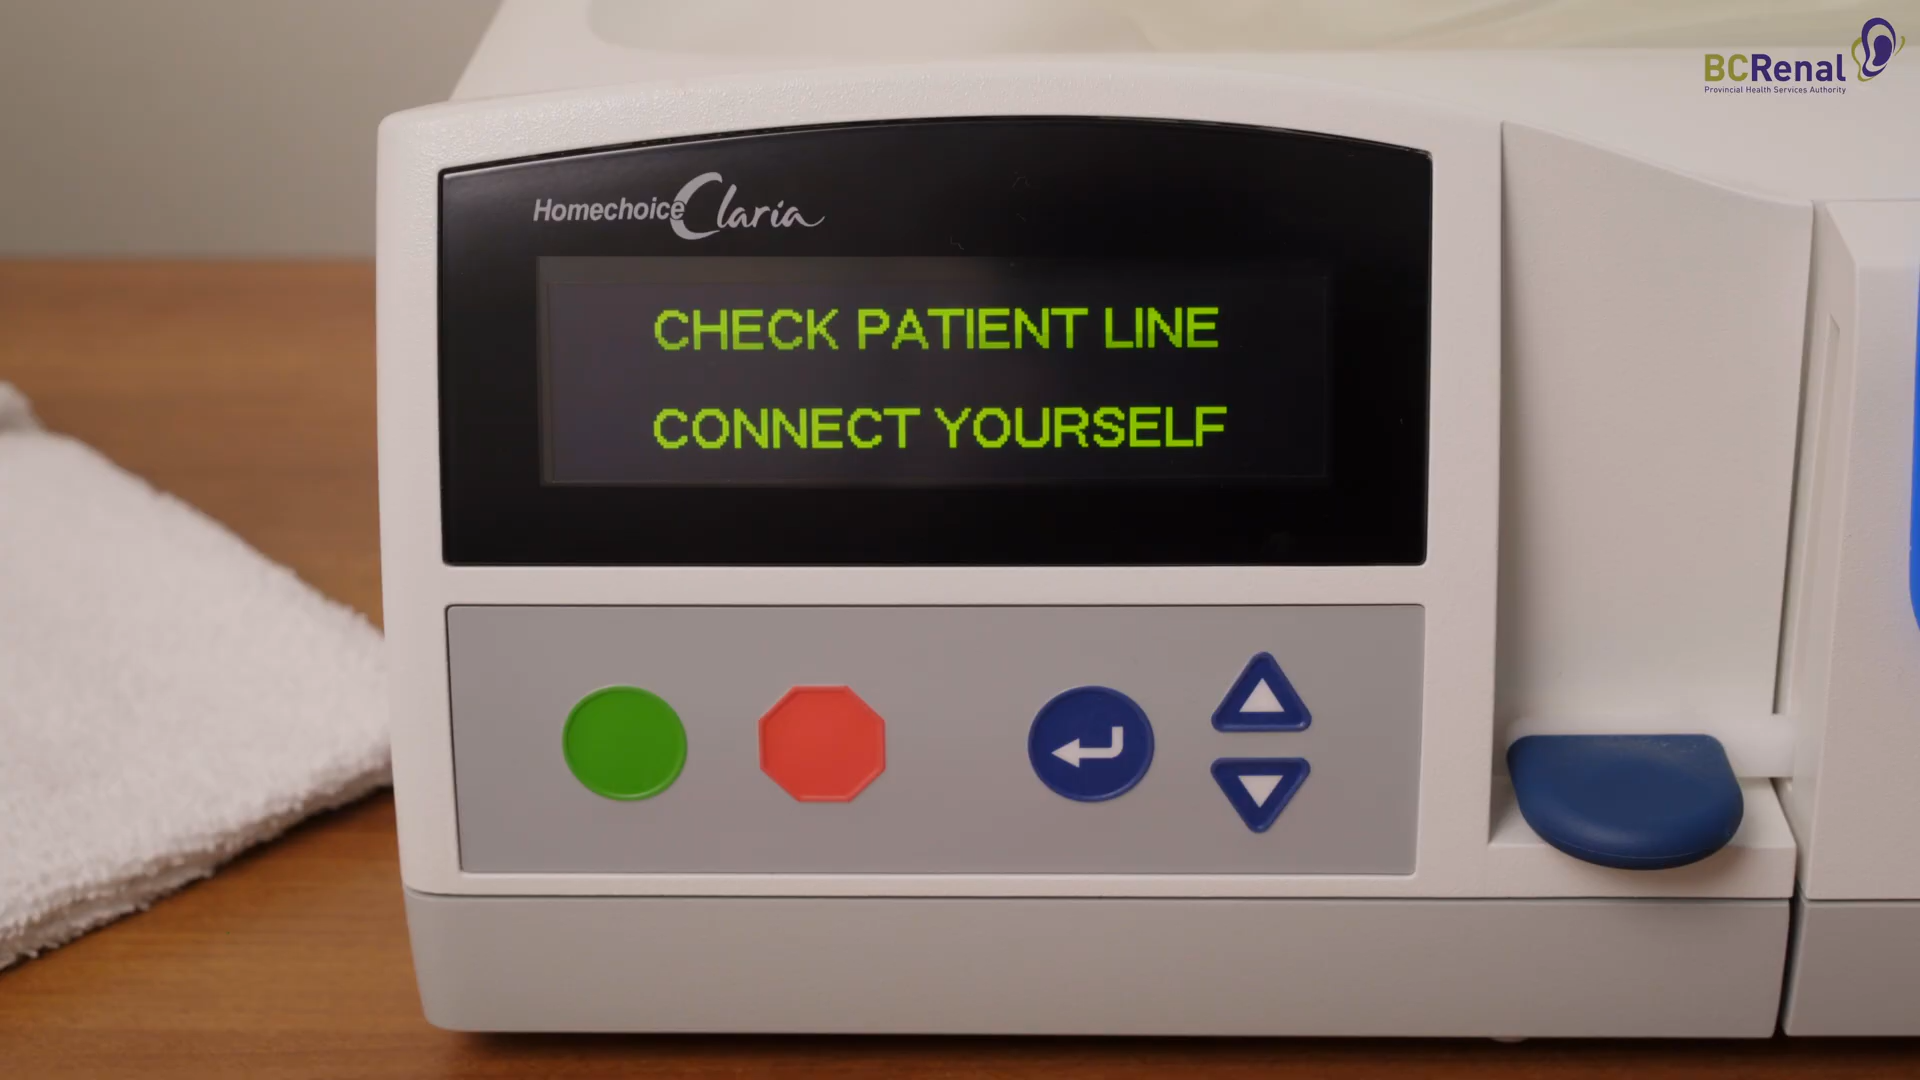 BCRenal
Provincial Health Services Authority
Homechoice Claria
CHECK PATIENT LINE
CONNECT YOURSELF